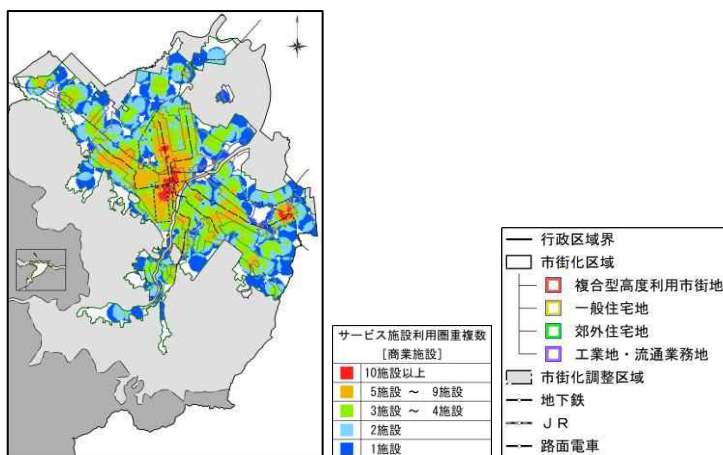 サービス施設利用圏重複数
[商業施設]
10施設以上
5施設 ～ 9施設
3施設 ～ 4施設
2施設
1施設
行政区域界
市街化区域
複合型高度利用市街地
一般住宅地
郊外住宅地
工業地・流通業務地
市街化調整区域
地下鉄
ＪＲ
路面電車